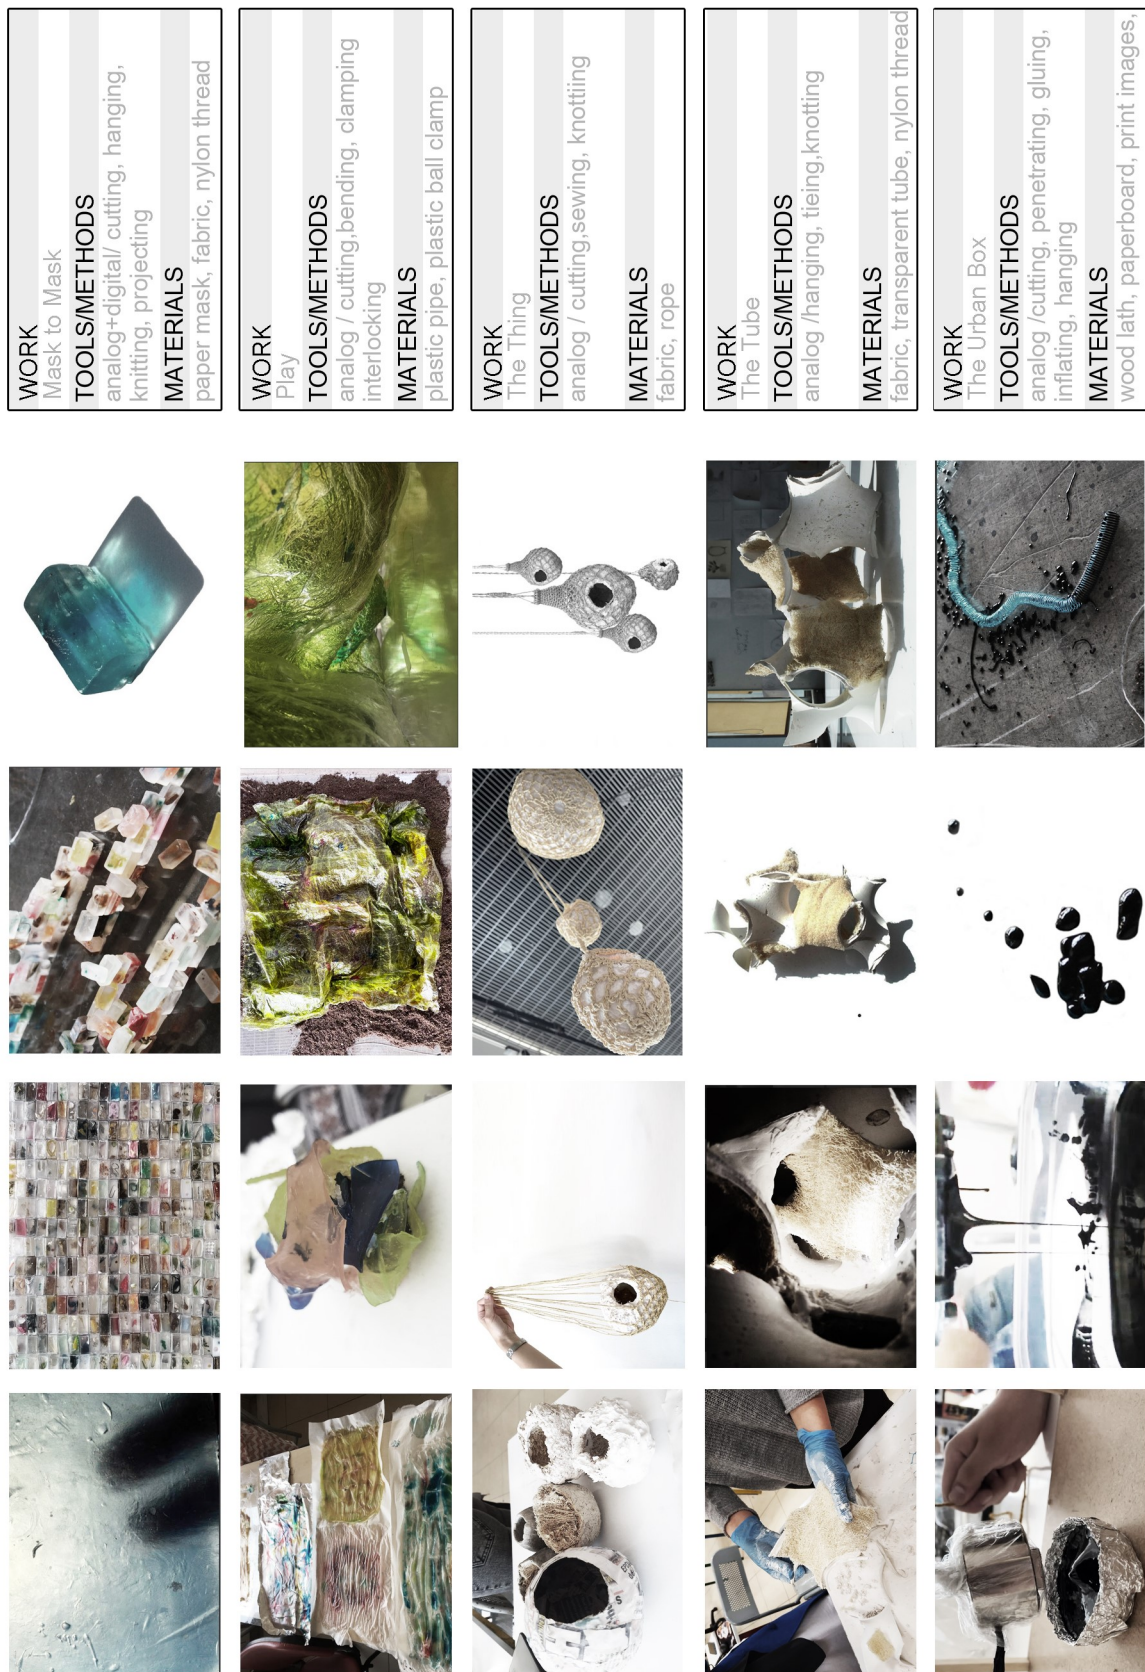 WORK
Mask to Mask
TOOLS/METHODS
analog+digital/ cutting, hanging,
knitting, projecting
MATERIALS
paper mask, fabric, nylon thread
WORK
Play
TOOLS/METHODS
analog / cutting,bending, clamping
interlocking
MATERIALS
plastic pipe, plastic ball clamp
WORK
The Thing
TOOLS/METHODS
analog / cutting,sewing, knottiing
MATERIALS
fabric, rope
WORK
The Tube
TOOLS/METHODS
analog /hanging, tieing,knotting
MATERIALS
fabric, transparent tube, nylon thread
WORK
The Urban Box
TOOLS/METHODS
analog /cutting, penetrating, gluing,
inflating, hanging
MATERIALS
wood lath, paperboard, print images,